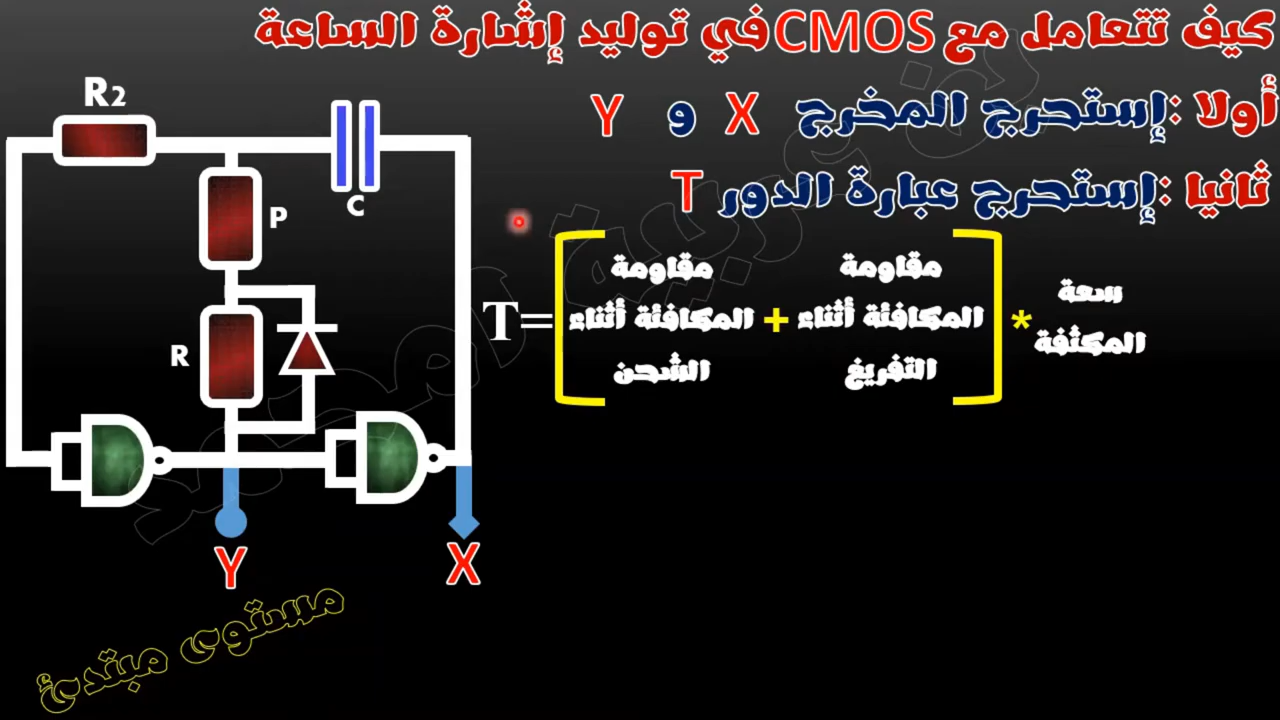 كيف تتعامل مع CMOS في توليد إشارة الساعة
أولا :إستحرج المخرج X و Y
ثانيا :إستحرج عبارة الدور T
R2
P
C
R
T=
مقاومة
المكافئة أثناء
الشحن
+
مقاومة
المكافئة أثناء
التفريغ
*
سعة
المكثفة
Y
X
مستوى مبتدئ